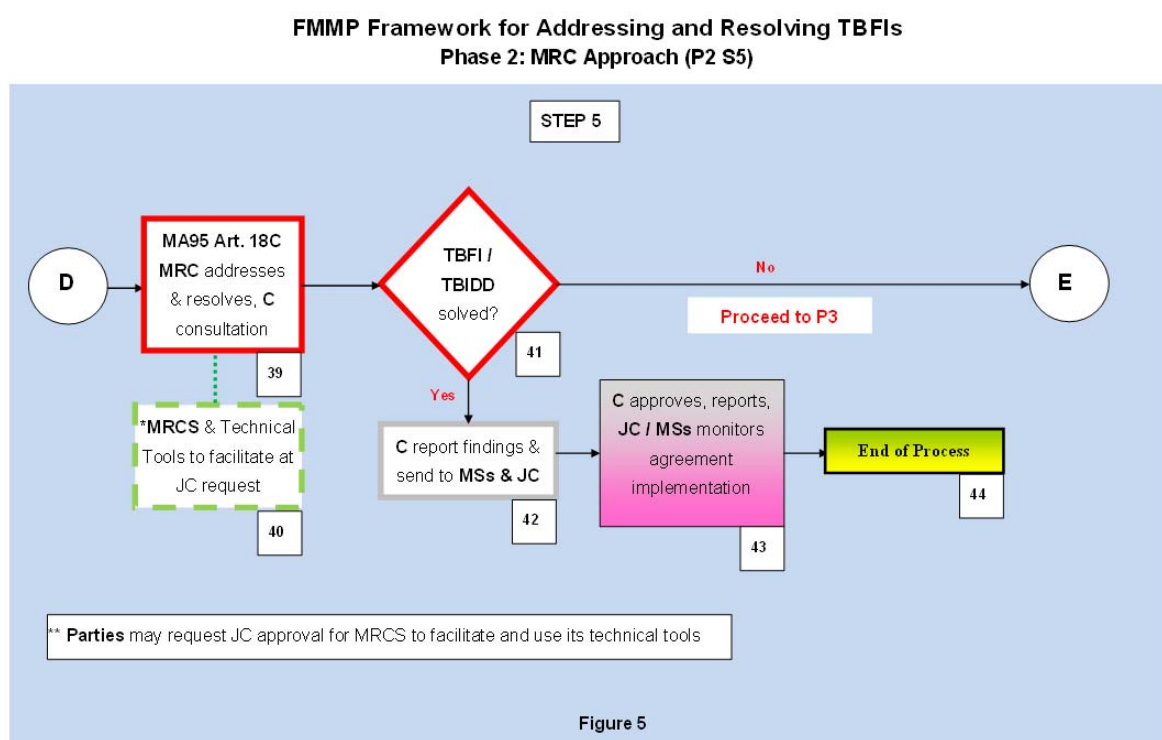 FMMP Framework for Addressing and Resolving TBFIs
Phase 2: MRC Approach (P2 S5)
STEP 5
D
MA95 Art. 18C
MRC addresses
& resolves, C
consultation
39
*MRCS & Technical
Tools to facilitate at
JC request
40
TBFI /
TBIDD
solved?
41
No
Proceed to P3
E
Yes
C report findings &
send to MSs & JC
42
C approves, reports,
JC / MSs monitors
agreement
implementation
43
End of Process
44
** Parties may request JC approval for MRCS to facilitate and use its technical tools
Figure 5